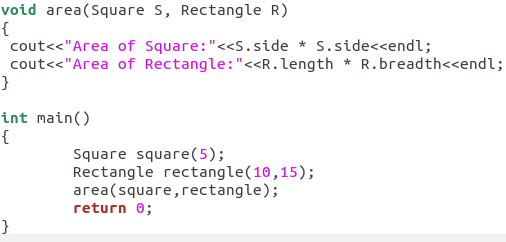 void area(Square S, Rectangle R)
{
 cout<<"Area of Square:"<<S.side * S.side<<endl;
 cout<<"Area of Rectangle:"<<R.length * R.breadth<<endl;
}

int main()
{
        Square square(5);
        Rectangle rectangle(10,15);
        area(square,rectangle);
        return 0;
}